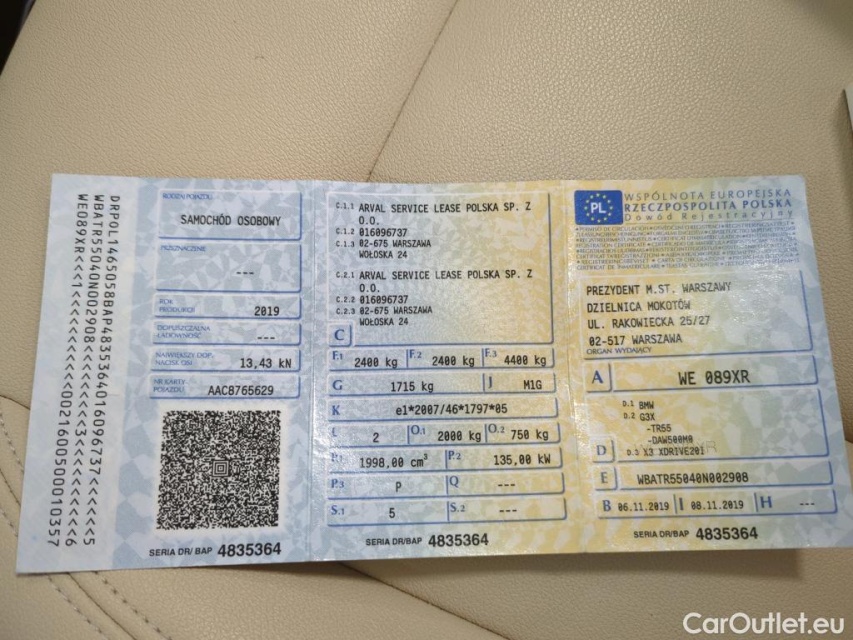 DRPOL1465058BAP4835364016096737<<<<<5
WBATR55040N002908<<<<<<<<<3<<<<<<<<6
WE089XR<<1<<<<<<<<<<0021600500010357
RODZAJ POJAZDU
SAMOCHÓD OSOBOWY
PRZEZNACZENIE
---
ROK PRODUKCJI
2019
DOPUSZCZALNA ŁADOWNOŚĆ
---
NAJWIĘKSZY DOP. NACISK OSI
13,43 kN
NR KARTY POJAZDU
AAC8765629
SERIA DR/BAP 4835364
C.1.1 ARVAL SERVICE LEASE POLSKA SP. Z
O.O.
C.1.2 016096737
C.1.3 02-675 WARSZAWA
WOŁOSKA 24
C.2.1 ARVAL SERVICE LEASE POLSKA SP. Z
O.O.
C.2.2 016096737
C.2.3 02-675 WARSZAWA
WOŁOSKA 24
C
F.1 2400 kg F.2 2400 kg F.3 4400 kg
G 1715 kg J M1G
K e1*2007/46*1797*05
L 2 O.1 2000 kg O.2 750 kg
P.1 1998,00 cm³ P.2 135,00 kW
P.3 P Q ---
S.1 5 S.2 ---
SERIA DR/BAP 4835364
PL
WSPÓLNOTA EUROPEJSKA
RZECZPOSPOLITA POLSKA
Dowód Rejestracyjny
PREZYDENT M.ST. WARSZAWY
DZIELNICA MOKOTÓW
UL. RAKOWIECKA 25/27
02-517 WARSZAWA
ORGAN WYDAJĄCY
A WE 089XR
D.1 BMW
D.2 G3X
-TR55
-DAW500M0
D D.3 X3 XDRIVE20I
E WBATR55040N002908
B 06.11.2019 I 08.11.2019 H ---
SERIA DR/BAP 4835364
CarOutlet.eu